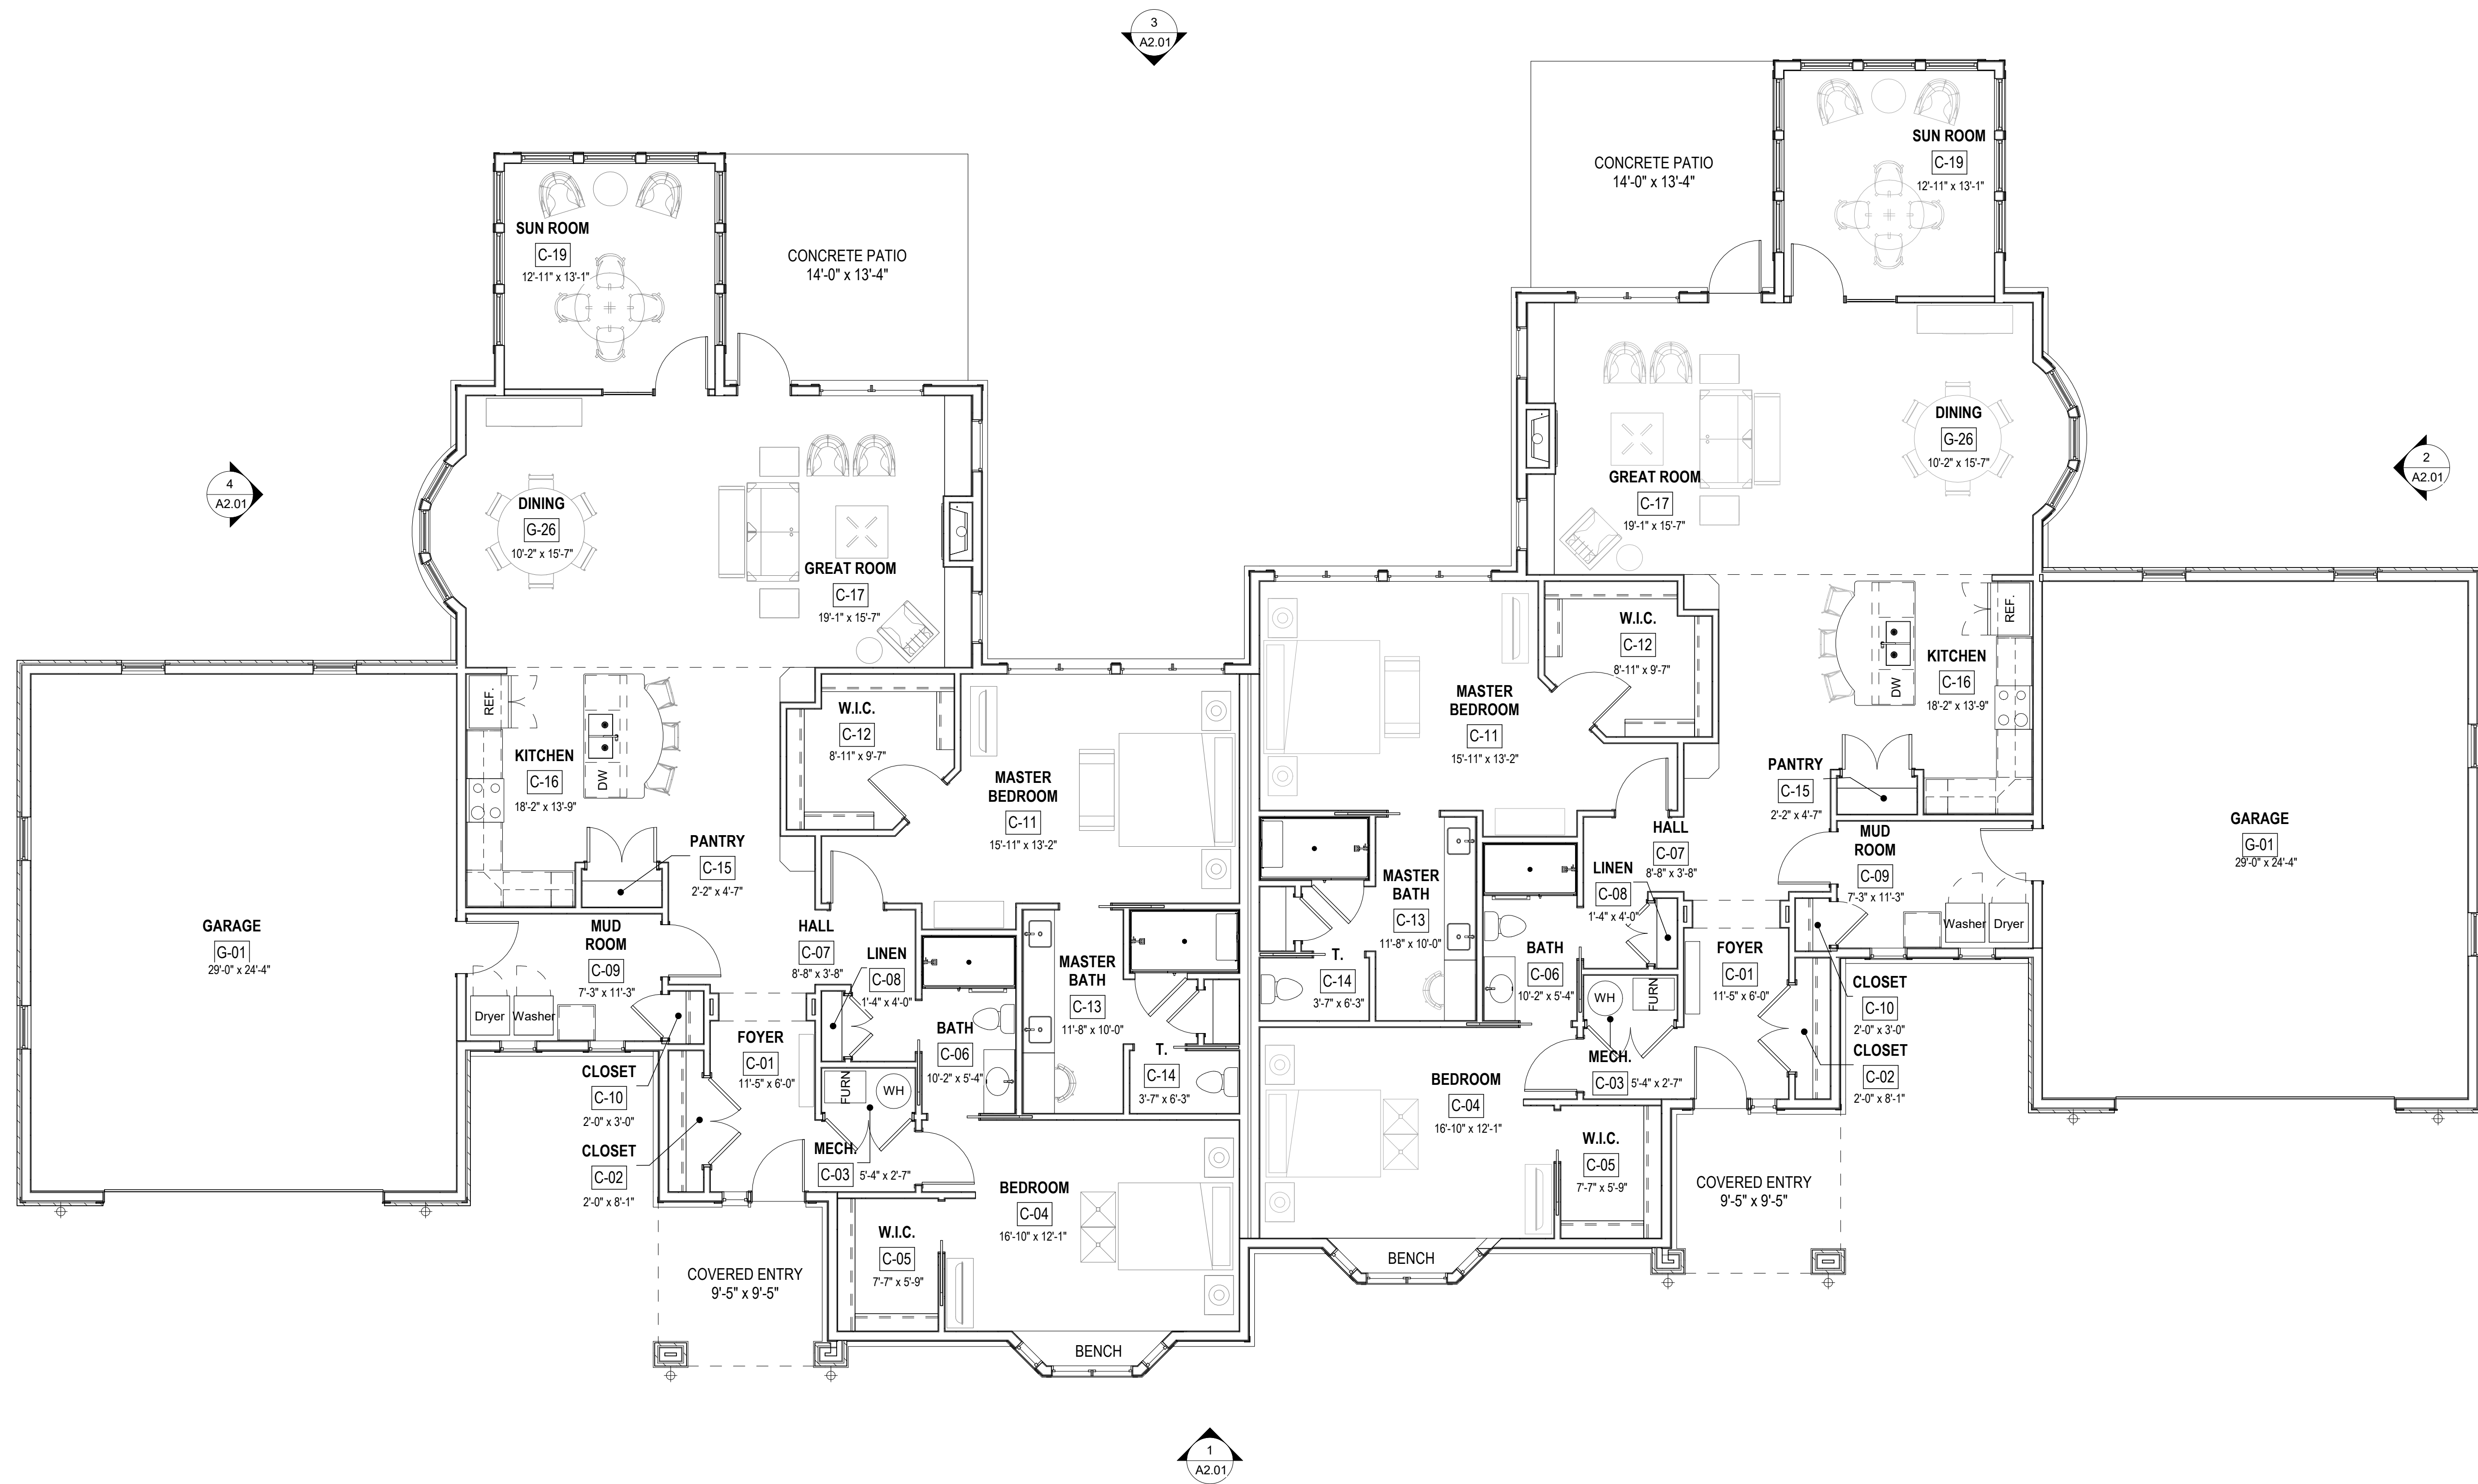 3
A2.01
SUN ROOM
C-19
12'-11" x 13'-1"
CONCRETE PATIO
14'-0" x 13'-4"
CONCRETE PATIO
14'-0" x 13'-4"
SUN ROOM
C-19
12'-11" x 13'-1"
4
A2.01
DINING
G-26
10'-2" x 15'-7"
GREAT ROOM
C-17
19'-1" x 15'-7"
GREAT ROOM
C-17
19'-1" x 15'-7"
DINING
G-26
10'-2" x 15'-7"
2
A2.01
GARAGE
G-01
29'-0" x 24'-4"
REF.
KITCHEN
C-16
18'-2" x 13'-9"
DW
PANTRY
C-15
2'-2" x 4'-7"
W.I.C.
C-12
8'-11" x 9'-7"
MASTER
BEDROOM
C-11
15'-11" x 13'-2"
MUD
ROOM
C-09
7'-3" x 11'-3"
Dryer
Washer
HALL
C-07
8'-8" x 3'-8"
LINEN
C-08
1'-4" x 4'-0"
FOYER
C-01
11'-5" x 6'-0"
BATH
C-06
10'-2" x 5'-4"
MASTER
BATH
C-13
11'-8" x 10'-0"
T.
C-14
3'-7" x 6'-3"
CLOSET
C-10
2'-0" x 3'-0"
CLOSET
C-02
2'-0" x 8'-1"
FURN
WH
MECH.
C-03 5'-4" x 2'-7"
BEDROOM
C-04
16'-10" x 12'-1"
W.I.C.
C-05
7'-7" x 5'-9"
COVERED ENTRY
9'-5" x 9'-5"
BENCH
MASTER
BEDROOM
C-11
15'-11" x 13'-2"
W.I.C.
C-12
8'-11" x 9'-7"
REF.
KITCHEN
C-16
18'-2" x 13'-9"
DW
PANTRY
C-15
2'-2" x 4'-7"
GARAGE
G-01
29'-0" x 24'-4"
HALL
C-07
8'-8" x 3'-8"
LINEN
C-08
1'-4" x 4'-0"
MUD
ROOM
C-09
7'-3" x 11'-3"
Washer
Dryer
MASTER
BATH
C-13
11'-8" x 10'-0"
T.
C-14
3'-7" x 6'-3"
BATH
C-06
10'-2" x 5'-4"
FOYER
C-01
11'-5" x 6'-0"
CLOSET
C-10
2'-0" x 3'-0"
CLOSET
C-02
2'-0" x 8'-1"
WH
FURN
MECH.
C-03 5'-4" x 2'-7"
BEDROOM
C-04
16'-10" x 12'-1"
W.I.C.
C-05
7'-7" x 5'-9"
COVERED ENTRY
9'-5" x 9'-5"
BENCH
1
A2.01